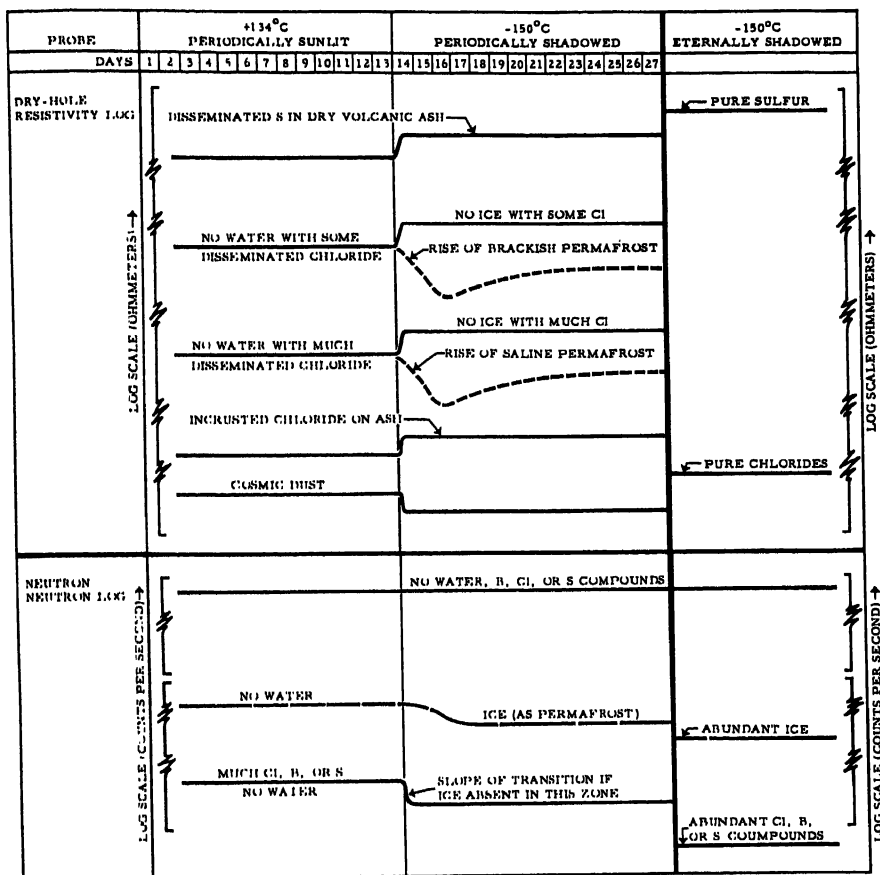 PROBE
+134°C
PERIODICALLY SUNLIT
-150°C
PERIODICALLY SHADOWED
-150°C
ETERNALLY SHADOWED
DAYS 1 2 3 4 5 6 7 8 9 10 11 12 13 14 15 16 17 18 19 20 21 22 23 24 25 26 27
DRY-HOLE
RESISTIVITY LOG
LOG SCALE (OHMMETERS) →
DISSEMINATED S IN DRY VOLCANIC ASH
PURE SULFUR
NO ICE WITH SOME Cl
NO WATER WITH SOME
DISSEMINATED CHLORIDE
RISE OF BRACKISH PERMAFROST
NO ICE WITH MUCH Cl
NO WATER WITH MUCH
DISSEMINATED CHLORIDE
RISE OF SALINE PERMAFROST
INCRUSTED CHLORIDE ON ASH
PURE CHLORIDES
COSMIC DUST
LOG SCALE (OHMMETERS) →
NEUTRON
NEUTRON LOG
LOG SCALE (COUNTS PER SECOND) →
NO WATER, B, Cl, OR S COMPOUNDS
NO WATER
ICE (AS PERMAFROST)
ABUNDANT ICE
MUCH Cl, B, OR S
NO WATER
SLOPE OF TRANSITION IF
ICE ABSENT IN THIS ZONE
ABUNDANT Cl, B,
OR S COUMPOUNDS
LOG SCALE (COUNTS PER SECOND) →